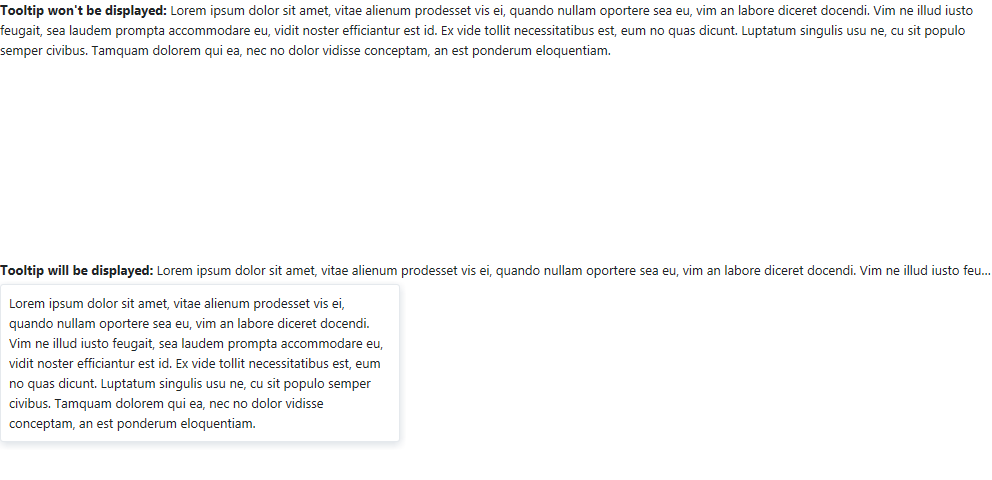 Tooltip won't be displayed: Lorem ipsum dolor sit amet, vitae alienum prodesset vis ei, quando nullam oportere sea eu, vim an labore diceret docendi. Vim ne illud iusto
feugait, sea laudem prompta accommodare eu, vidit noster efficiantur est id. Ex vide tollit necessitatibus est, eum no quas dicunt. Luptatum singulis usu ne, cu sit populo
semper civibus. Tamquam dolorem qui ea, nec no dolor vidisse conceptam, an est ponderum eloquentiam.
Tooltip will be displayed: Lorem ipsum dolor sit amet, vitae alienum prodesset vis ei, quando nullam oportere sea eu, vim an labore diceret docendi. Vim ne illud iusto feu...
Lorem ipsum dolor sit amet, vitae alienum prodesset vis ei,
quando nullam oportere sea eu, vim an labore diceret docendi.
Vim ne illud iusto feugait, sea laudem prompta accommodare eu,
vidit noster efficiantur est id. Ex vide tollit necessitatibus est, eum
no quas dicunt. Luptatum singulis usu ne, cu sit populo semper
civibus. Tamquam dolorem qui ea, nec no dolor vidisse
conceptam, an est ponderum eloquentiam.